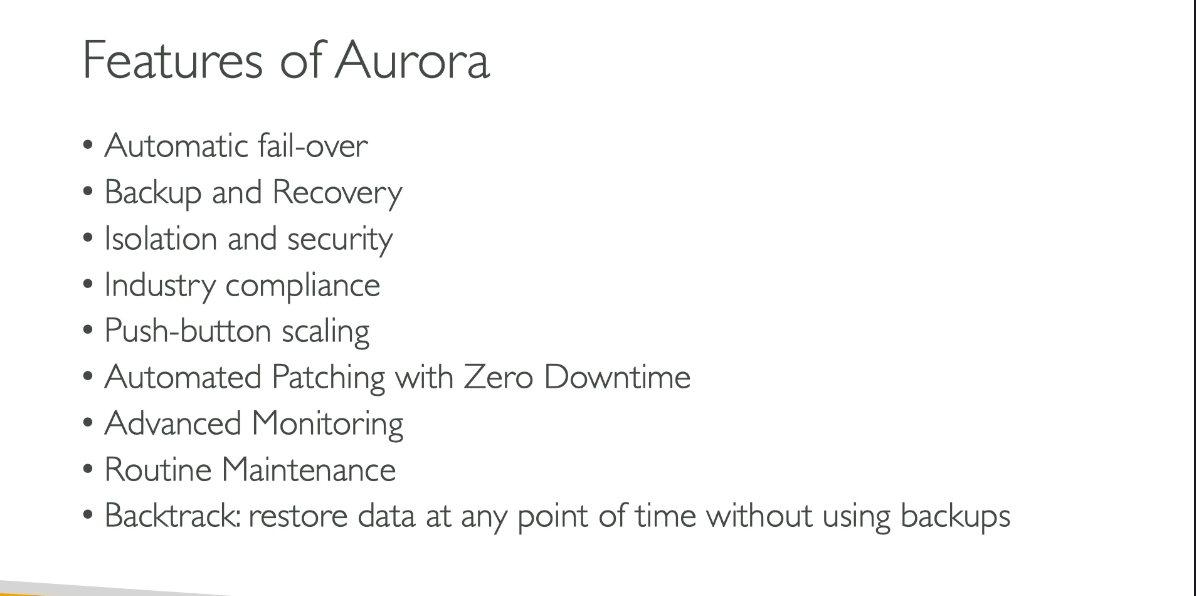 Features of Aurora
• Automatic fail-over
• Backup and Recovery
• Isolation and security
• Industry compliance
• Push-button scaling
• Automated Patching with Zero Downtime
• Advanced Monitoring
• Routine Maintenance
• Backtrack: restore data at any point of time without using backups